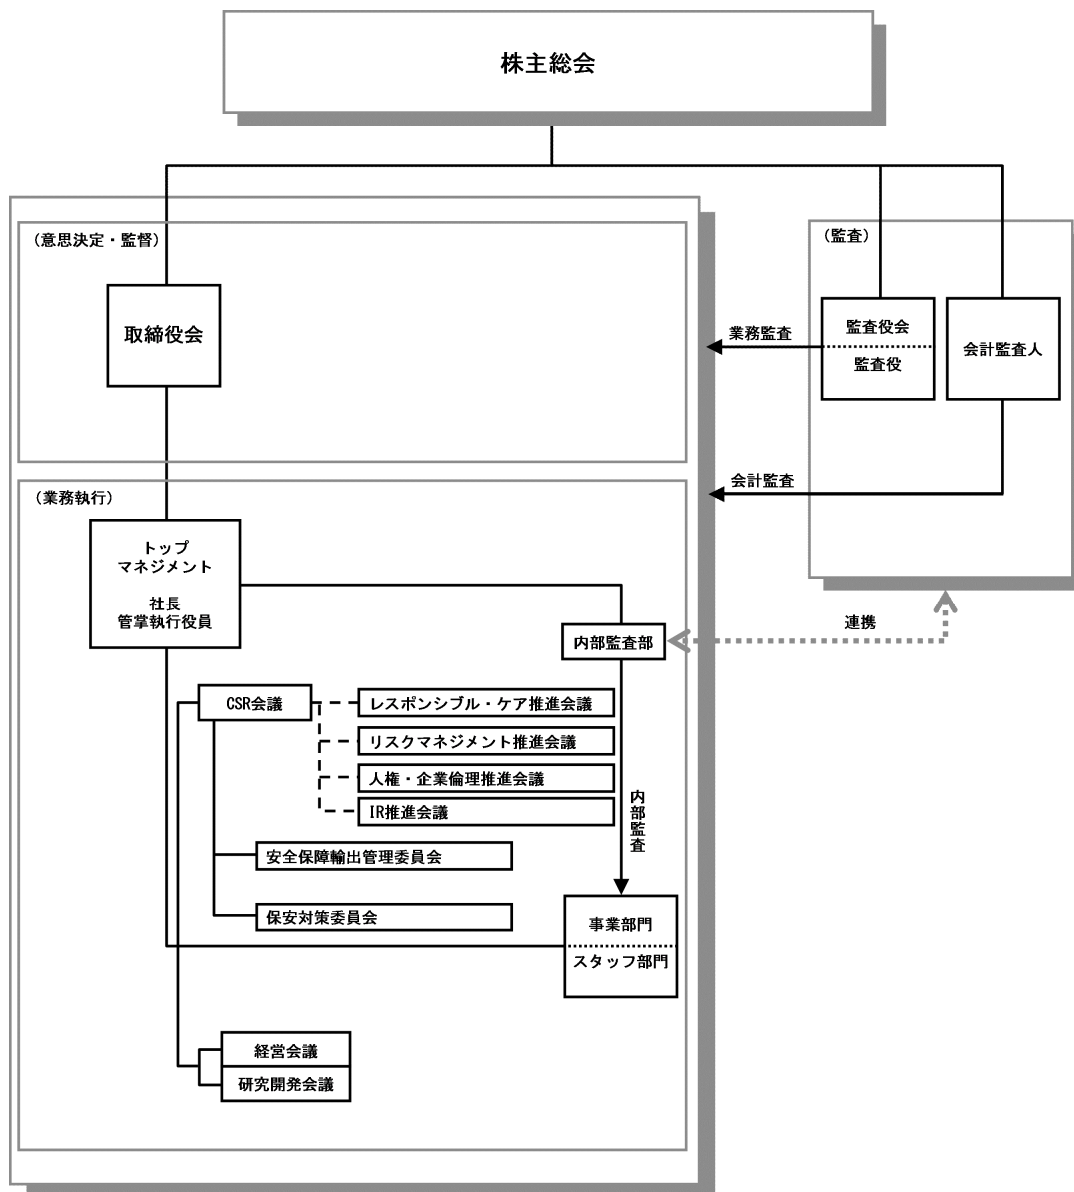 株主総会
(意思決定・監督)
取締役会
(監査)
監査役会
監査役
会計監査人
業務監査
会計監査
(業務執行)
トップ
マネジメント
社長
管掌執行役員
内部監査部
連携
CSR会議
レスポンシブル・ケア推進会議
リスクマネジメント推進会議
人権・企業倫理推進会議
IR推進会議
内部監査
安全保障輸出管理委員会
保安対策委員会
事業部門
スタッフ部門
経営会議
研究開発会議